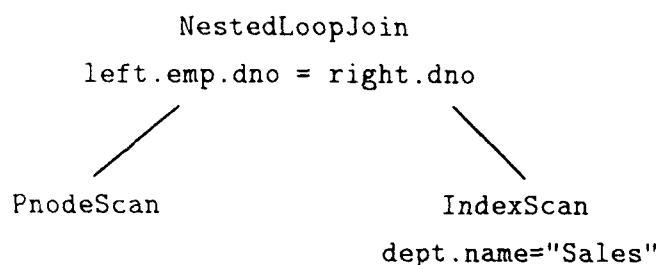 NestedLoopJoin
left.emp.dno = right.dno
PnodeScan
IndexScan
dept.name="Sales"